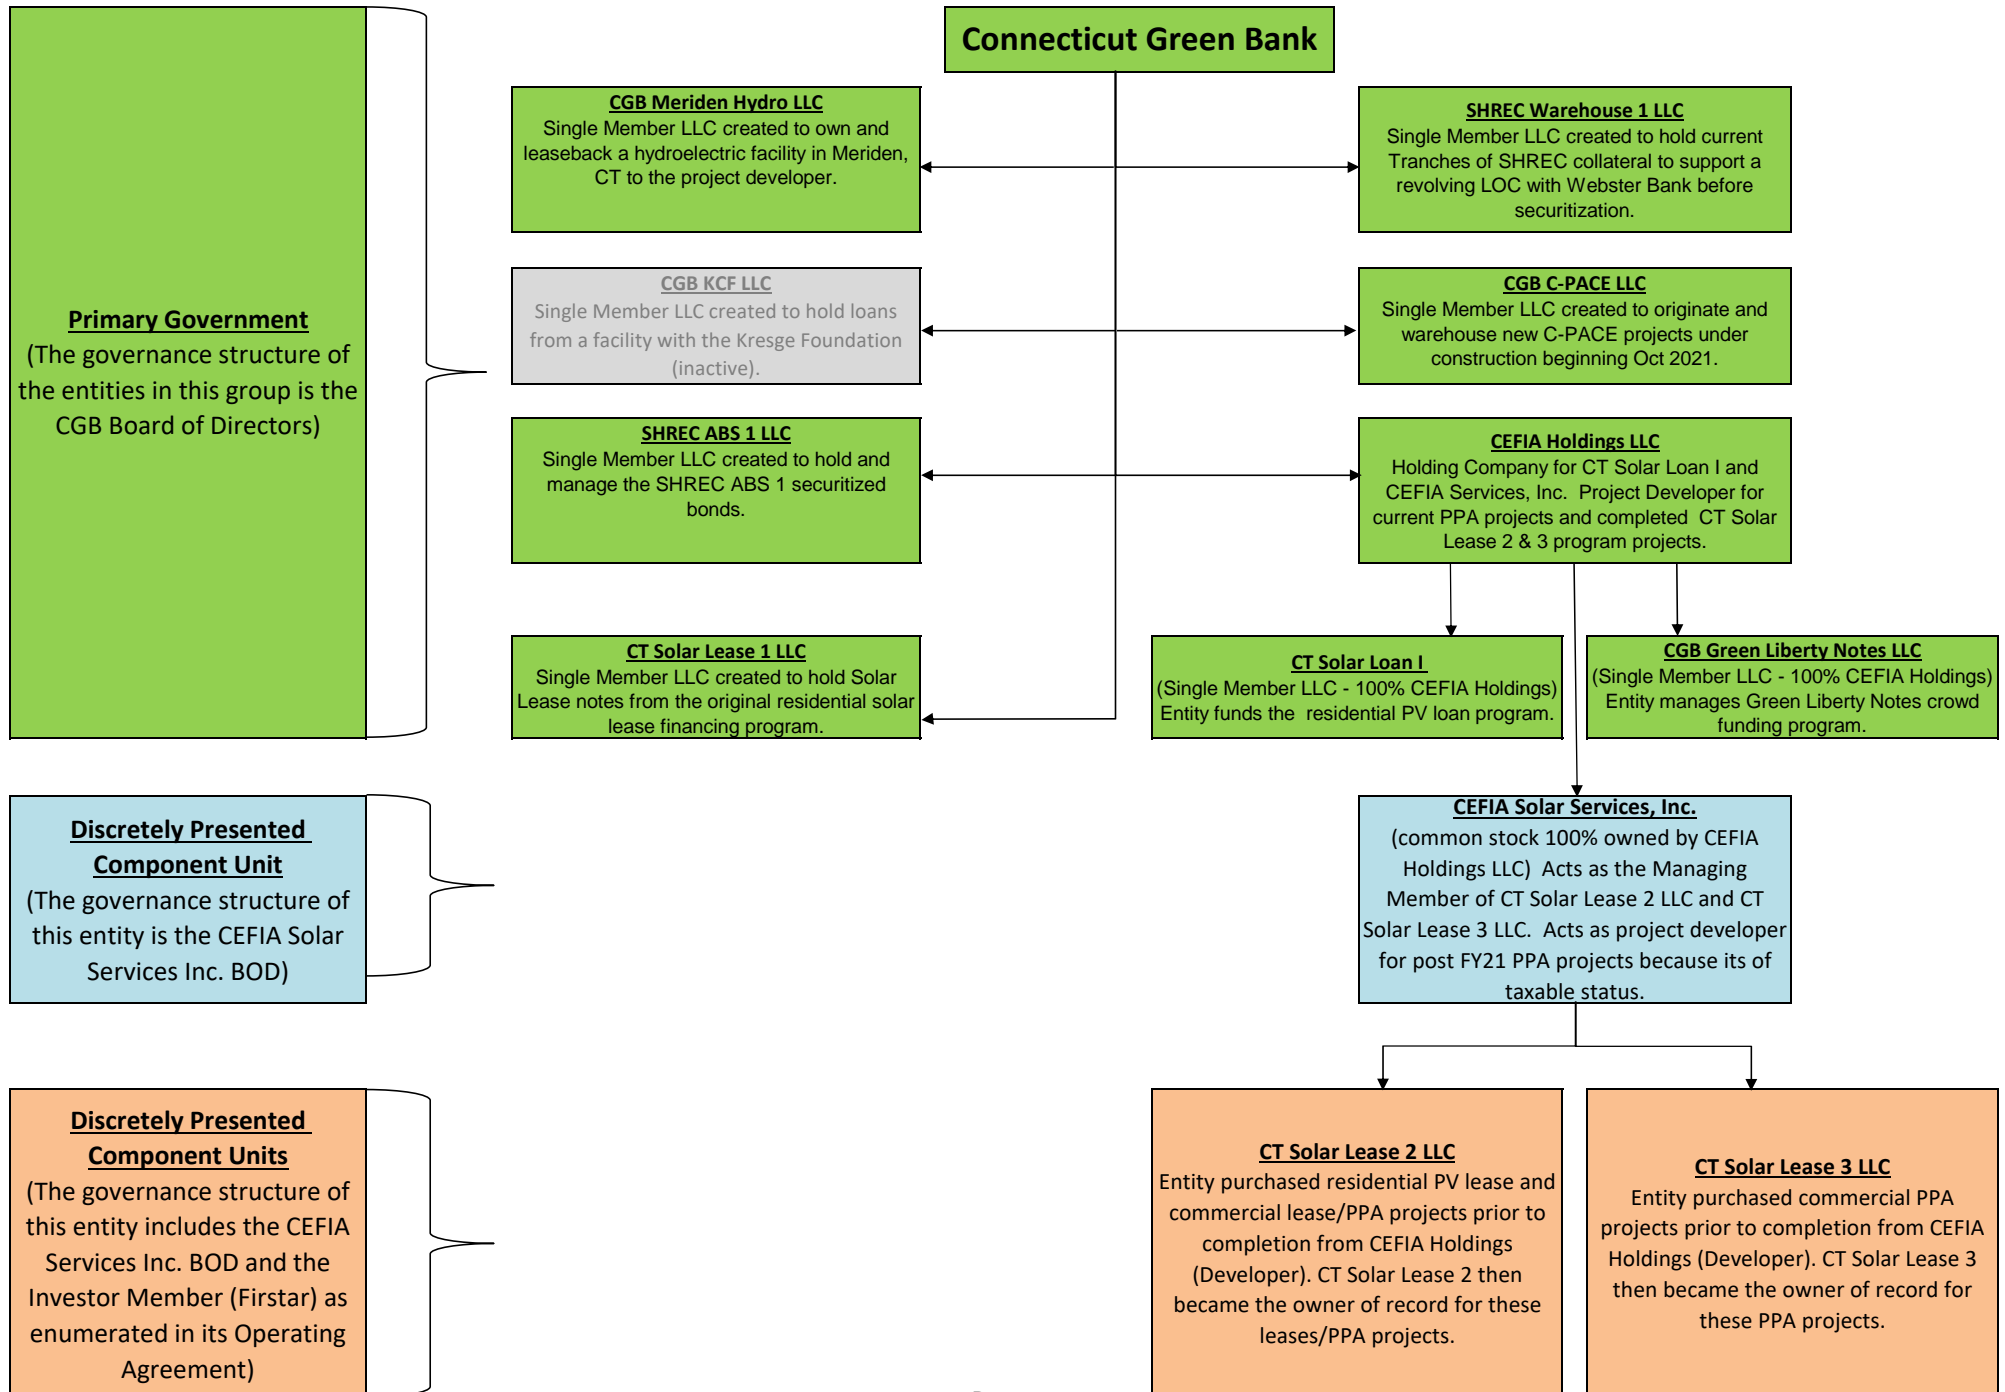 Connecticut Green Bank
Primary Government
(The governance structure of
the entities in this group is the
CGB Board of Directors)
CGB Meriden Hydro LLC
Single Member LLC created to own and
leaseback a hydroelectric facility in Meriden,
CT to the project developer.
SHREC Warehouse 1 LLC
Single Member LLC created to hold current
Tranches of SHREC collateral to support a
revolving LOC with Webster Bank before
securitization.
CGB KCF LLC
Single Member LLC created to hold loans
from a facility with the Kresge Foundation
(inactive).
CGB C-PACE LLC
Single Member LLC created to originate and
warehouse new C-PACE projects under
construction beginning Oct 2021.
SHREC ABS 1 LLC
Single Member LLC created to hold and
manage the SHREC ABS 1 securitized
bonds.
CEFIA Holdings LLC
Holding Company for CT Solar Loan I and
CEFIA Services, Inc.  Project Developer for
current PPA projects and completed  CT Solar
Lease 2 & 3 program projects.
CT Solar Lease 1 LLC
Single Member LLC created to hold Solar
Lease notes from the original residential solar
lease financing program.
CT Solar Loan I
(Single Member LLC - 100% CEFIA Holdings)
Entity funds the  residential PV loan program.
CGB Green Liberty Notes LLC
(Single Member LLC - 100% CEFIA Holdings)
Entity manages Green Liberty Notes crowd
funding program.
Discretely Presented
Component Unit
(The governance structure of
this entity is the CEFIA Solar
Services Inc. BOD)
CEFIA Solar Services, Inc.
(common stock 100% owned by CEFIA
Holdings LLC)  Acts as the Managing
Member of CT Solar Lease 2 LLC and CT
Solar Lease 3 LLC.  Acts as project developer
for post FY21 PPA projects because its of
taxable status.
Discretely Presented
Component Units
(The governance structure of
this entity includes the CEFIA
Services Inc. BOD and the
Investor Member (Firstar) as
enumerated in its Operating
Agreement)
CT Solar Lease 2 LLC
Entity purchased residential PV lease and
commercial lease/PPA projects prior to
completion from CEFIA Holdings
(Developer). CT Solar Lease 2 then
became the owner of record for these
leases/PPA projects.
CT Solar Lease 3 LLC
Entity purchased commercial PPA
projects prior to completion from CEFIA
Holdings (Developer). CT Solar Lease 3
then became the owner of record for
these PPA projects.